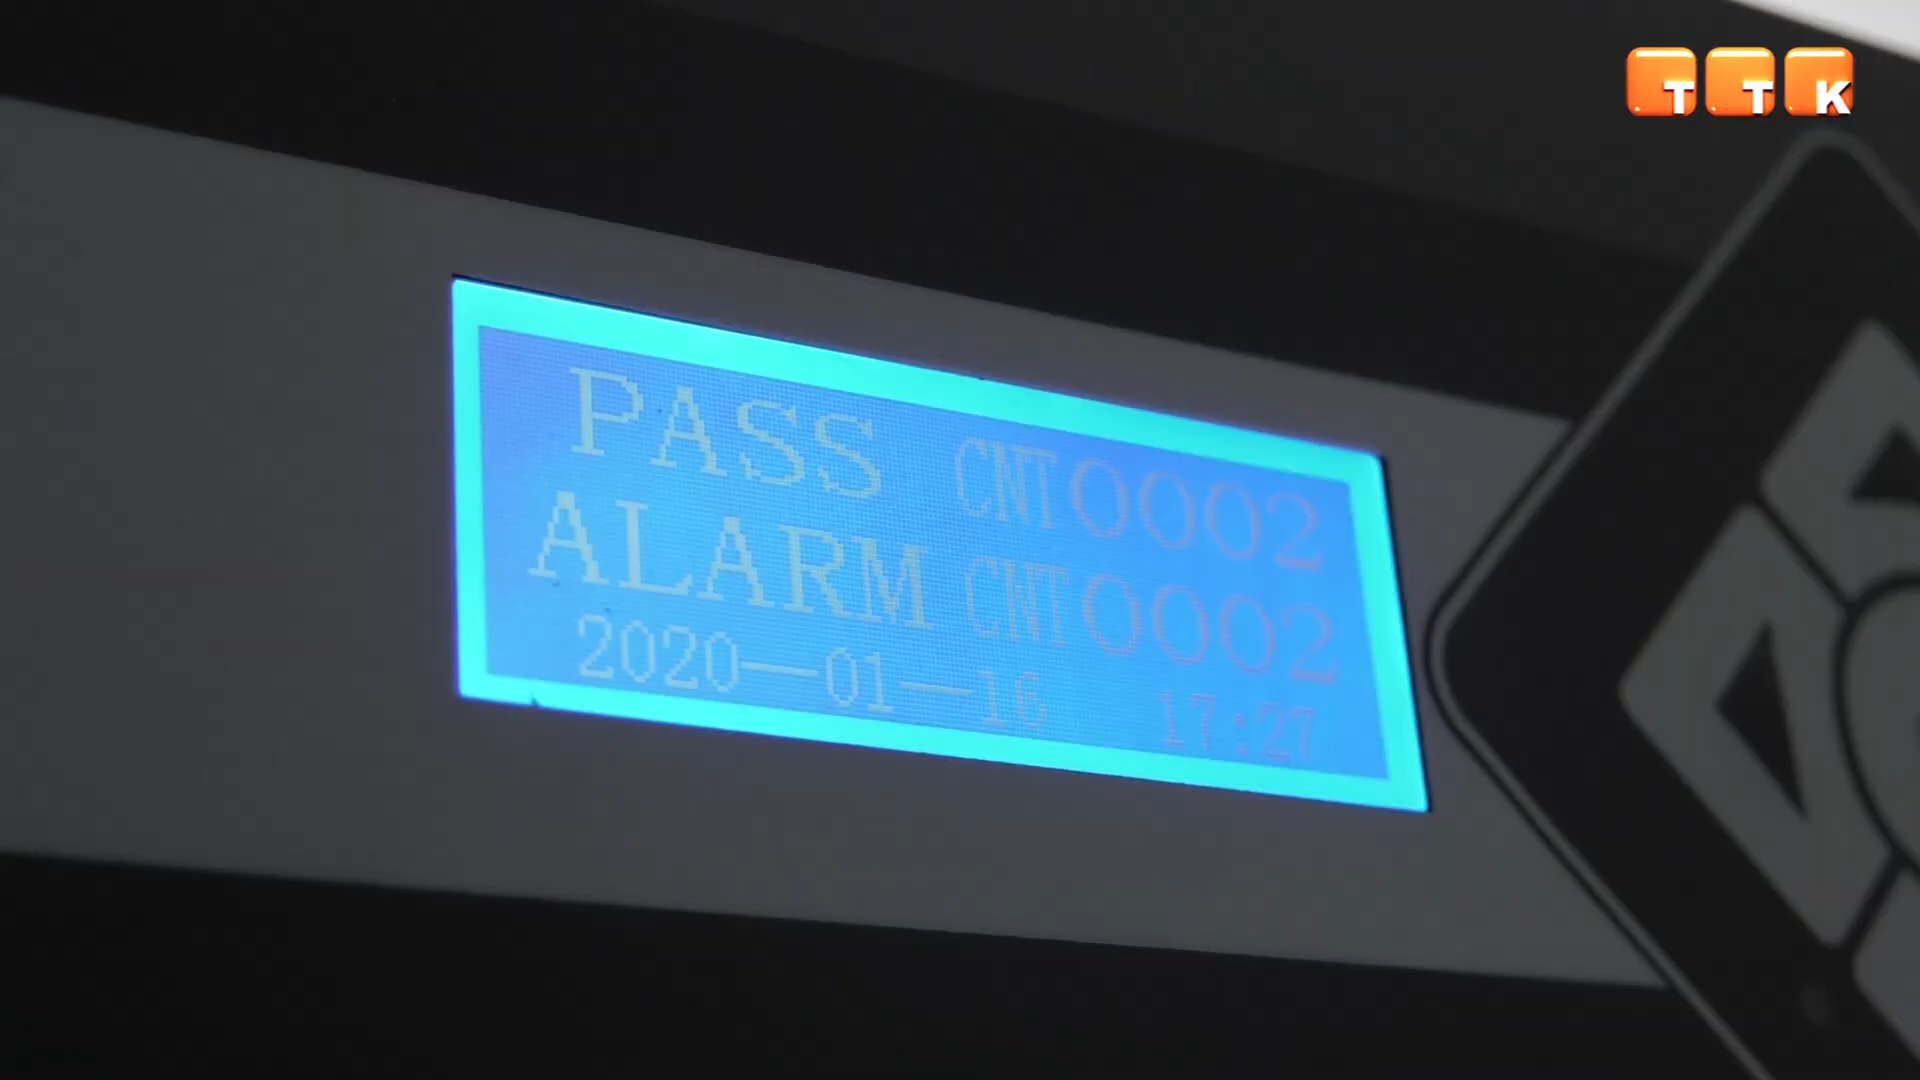 TTK
PASS CNT0002
ALARM CNT0002
2020—01—16 17:27